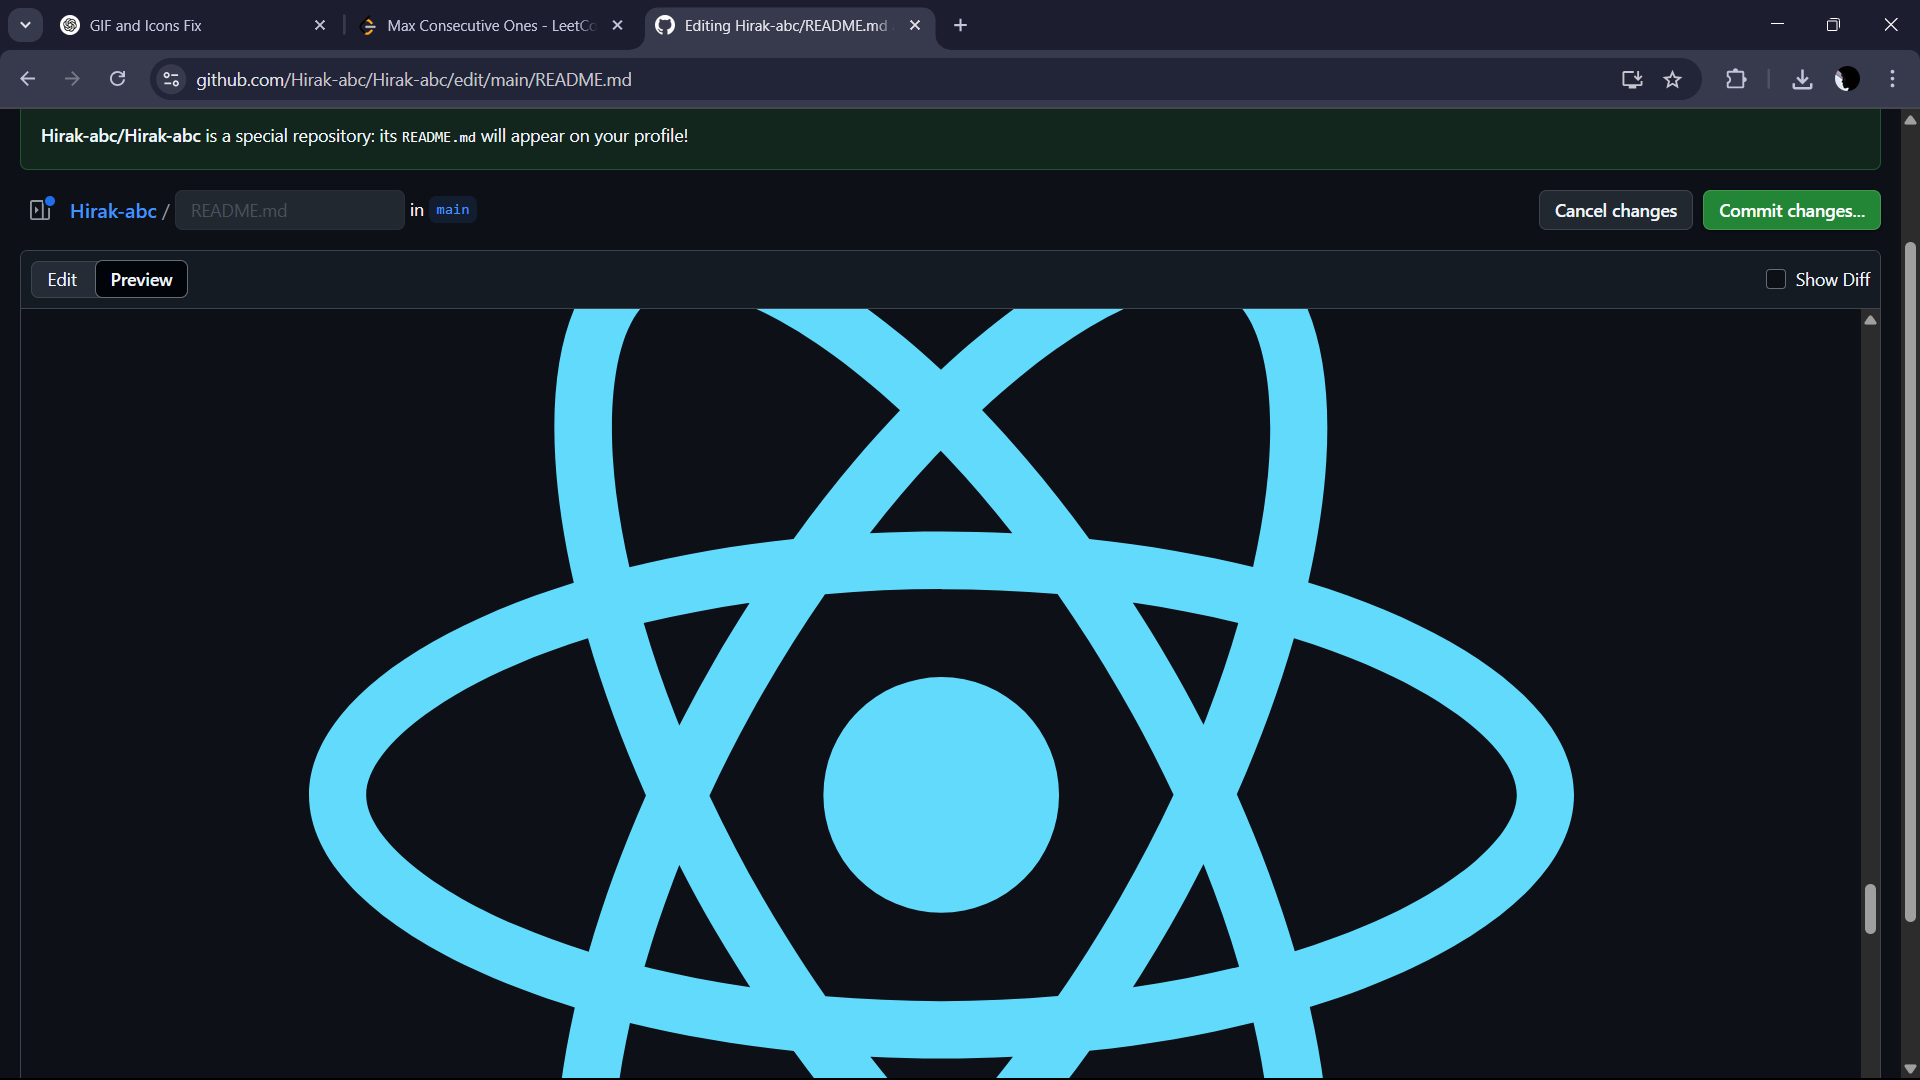 GIF and Icons Fix
Max Consecutive Ones - LeetCo
Editing Hirak-abc/README.md
github.com/Hirak-abc/Hirak-abc/edit/main/README.md
Hirak-abc/Hirak-abc is a special repository: its README.md will appear on your profile!
Hirak-abc / README.md in main
Cancel changes
Commit changes...
Edit
Preview
Show Diff